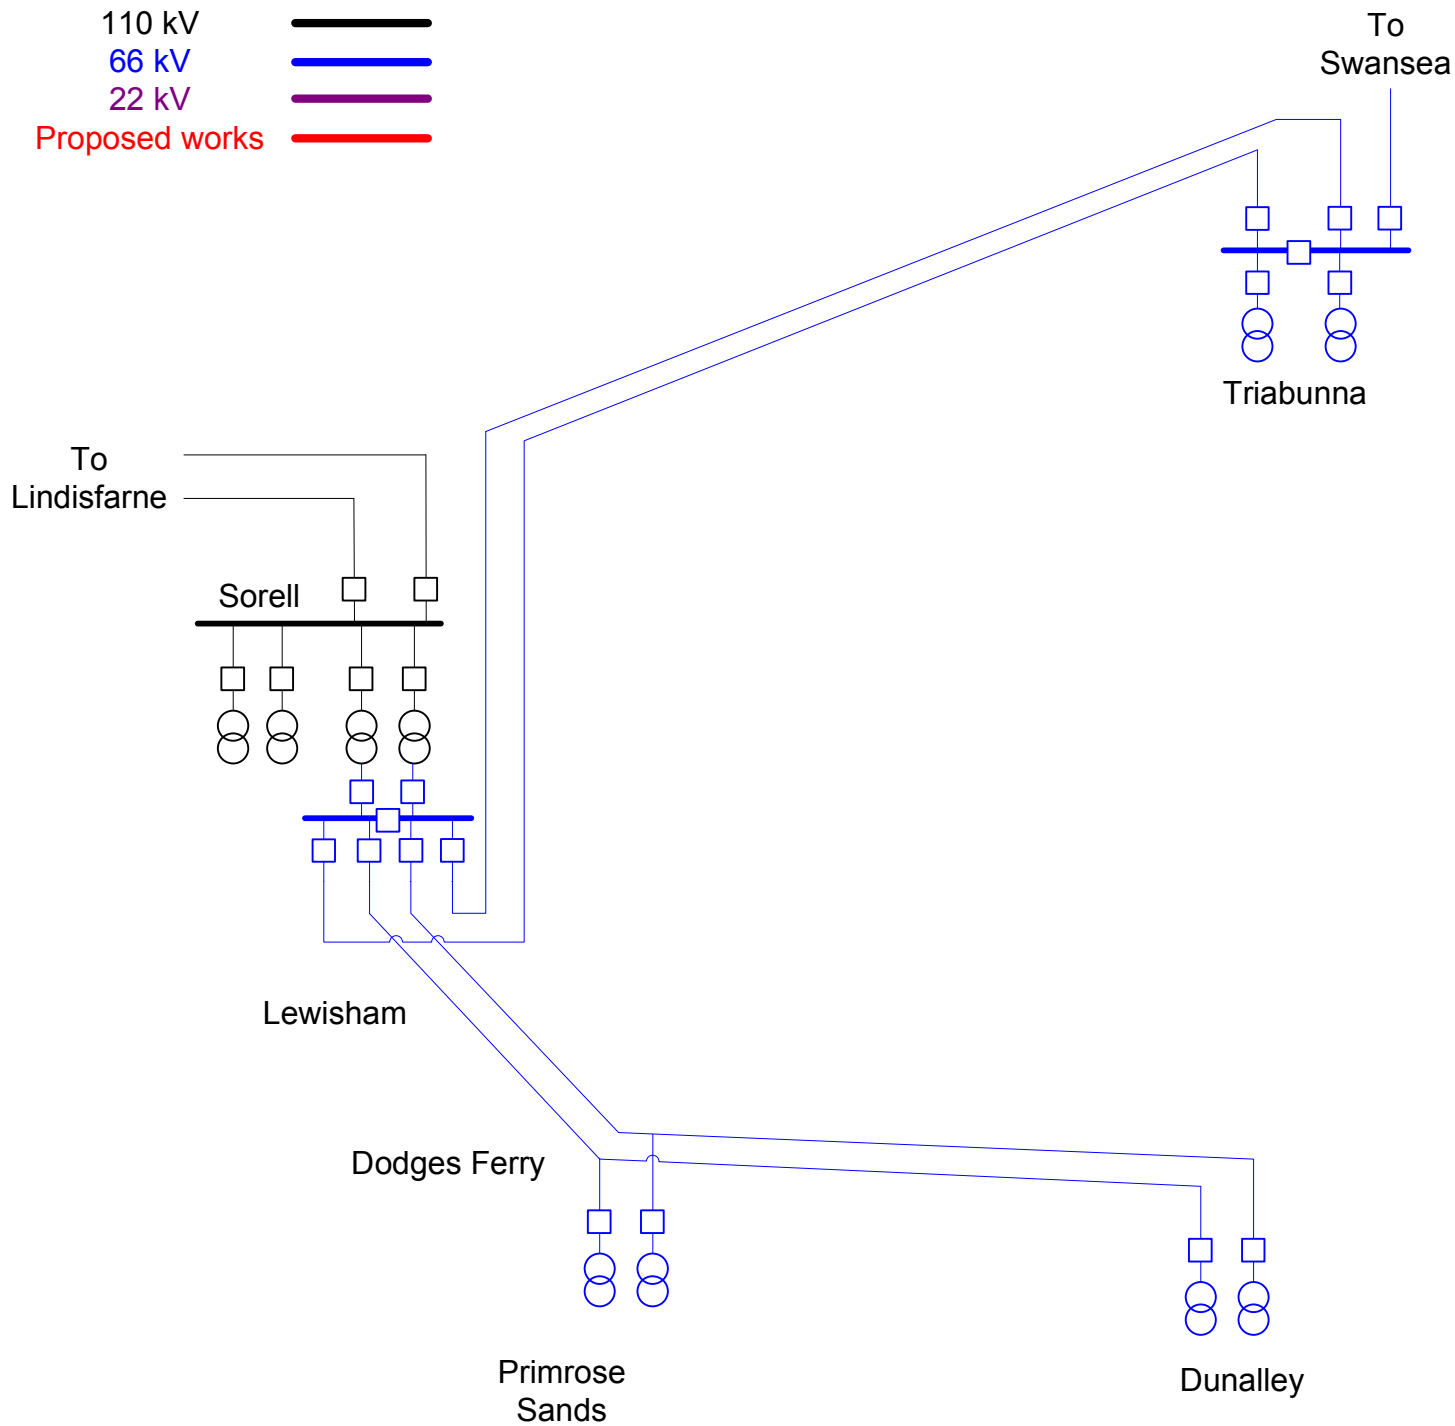 110 kV
66 kV
22 kV
Proposed works
To
Swansea
Triabunna
To
Lindisfarne
Sorell
Lewisham
Dodges Ferry
Primrose
Sands
Dunalley